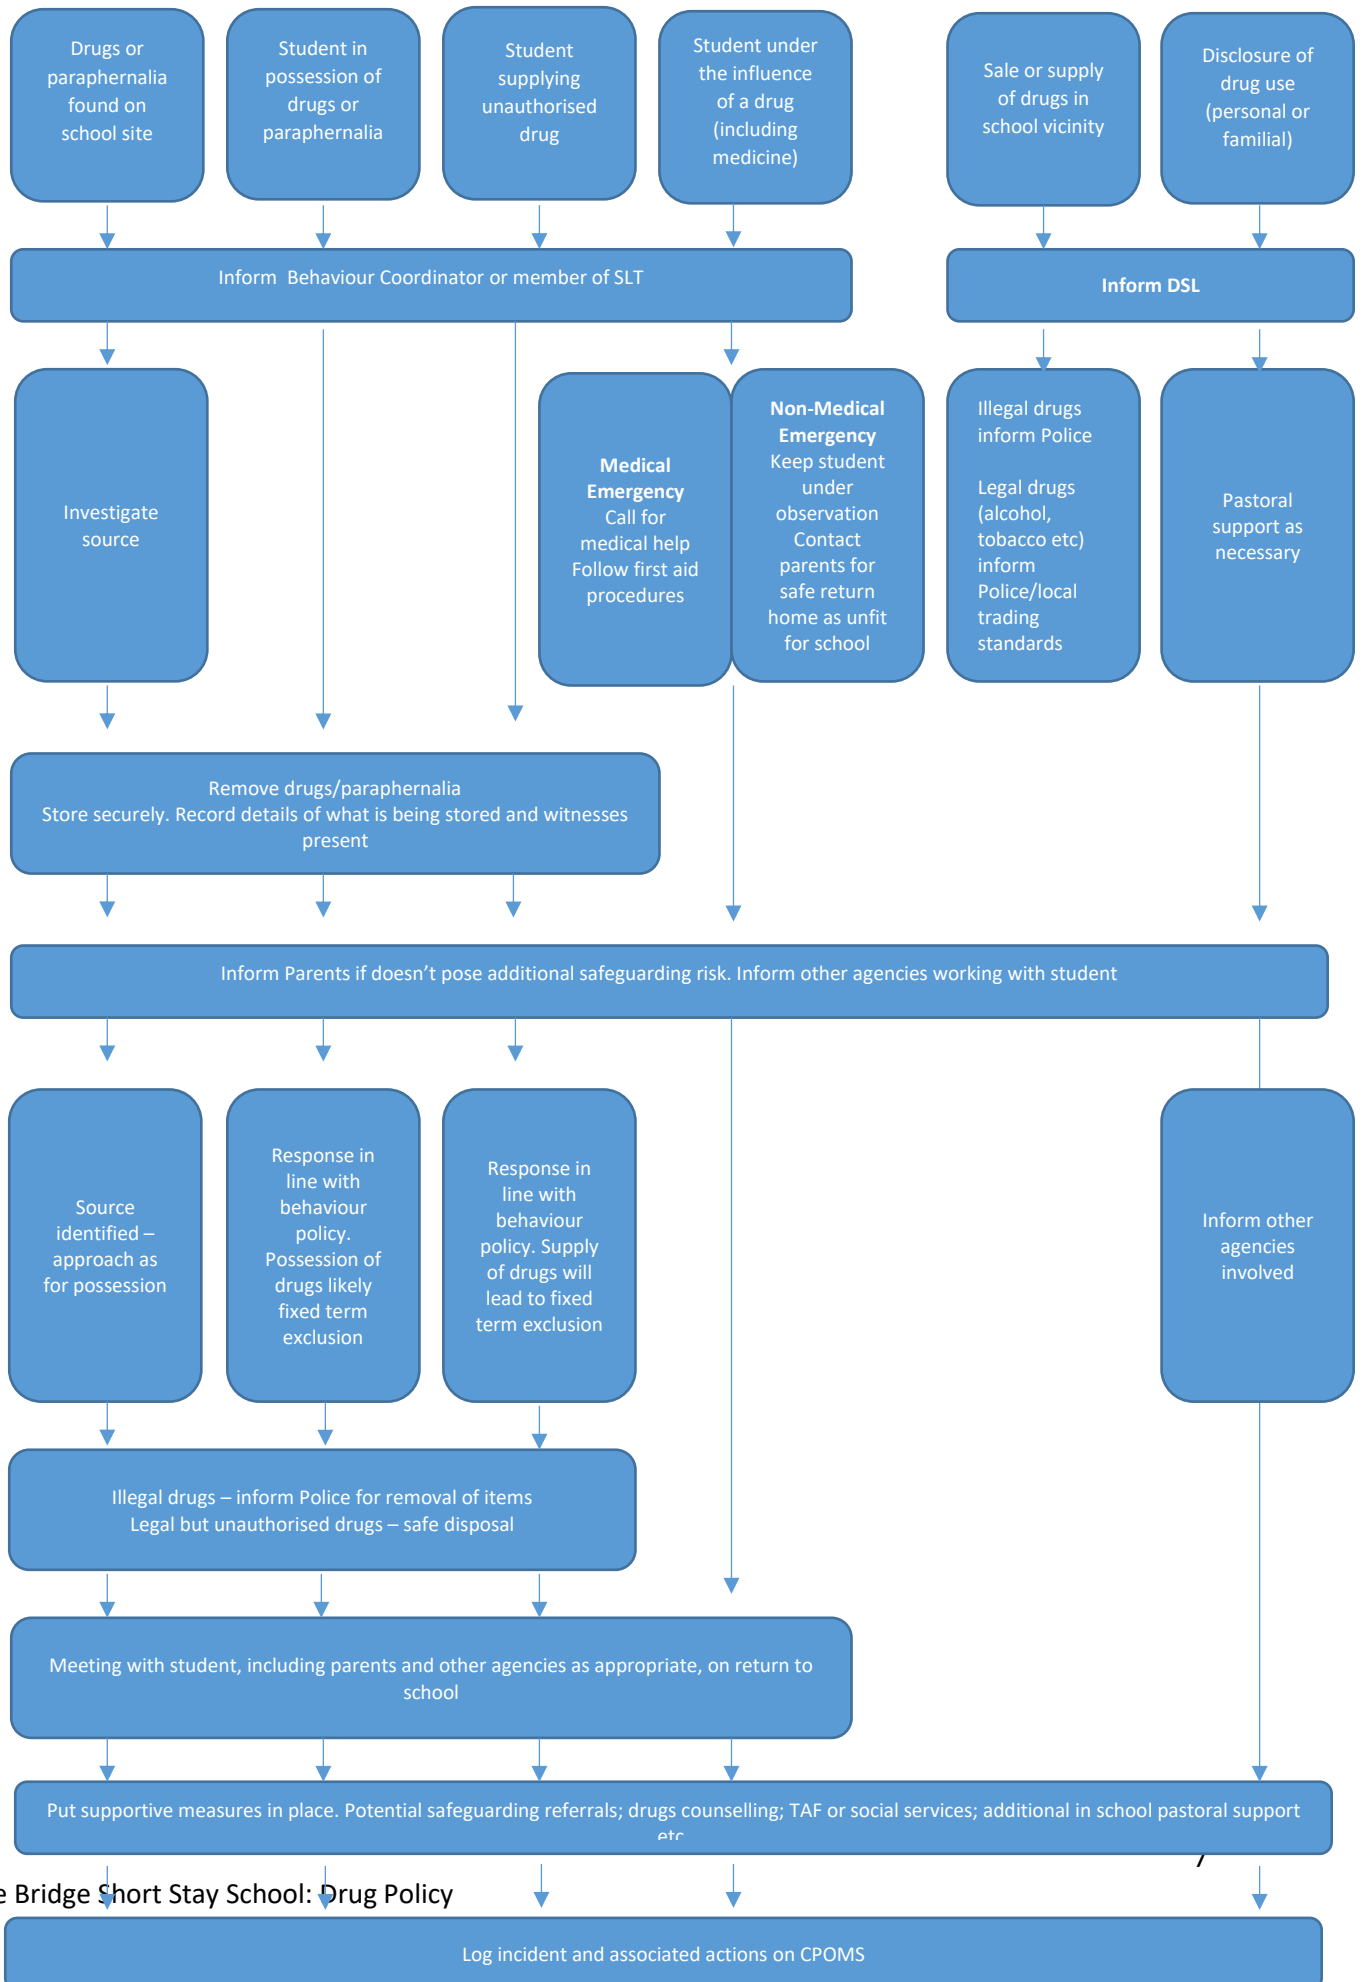 Drugs or
paraphernalia
found on
school site
Student in
possession of
drugs or
paraphernalia
Student
supplying
unauthorised
drug
Student under
the influence
of a drug
(including
medicine)
Sale or supply
of drugs in
school vicinity
Disclosure of
drug use
(personal or
familial)
Inform  Behaviour Coordinator or member of SLT
Inform DSL
Investigate
source
Medical
Emergency
Call for
medical help
Follow first aid
procedures
Non-Medical
Emergency
Keep student
under
observation
Contact
parents for
safe return
home as unfit
for school
Illegal drugs
inform Police
Legal drugs
(alcohol,
tobacco etc)
inform
Police/local
trading
standards
Pastoral
support as
necessary
Remove drugs/paraphernalia
Store securely. Record details of what is being stored and witnesses
present
Inform Parents if doesn’t pose additional safeguarding risk. Inform other agencies working with student
Source
identified –
approach as
for possession
Response in
line with
behaviour
policy.
Possession of
drugs likely
fixed term
exclusion
Response in
line with
behaviour
policy. Supply
of drugs will
lead to fixed
term exclusion
Inform other
agencies
involved
Illegal drugs – inform Police for removal of items
Legal but unauthorised drugs – safe disposal
Meeting with student, including parents and other agencies as appropriate, on return to
school
Put supportive measures in place. Potential safeguarding referrals; drugs counselling; TAF or social services; additional in school pastoral support
etc
e Bridge Short Stay School: Drug Policy
Log incident and associated actions on CPOMS